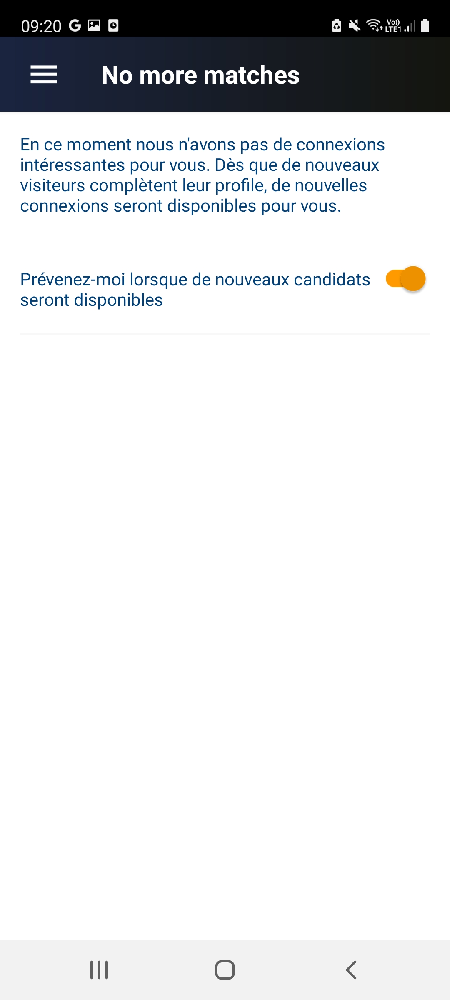 09:20
Vo))
LTE1
No more matches
En ce moment nous n'avons pas de connexions
intéressantes pour vous. Dès que de nouveaux
visiteurs complètent leur profile, de nouvelles
connexions seront disponibles pour vous.
Prévenez-moi lorsque de nouveaux candidats
seront disponibles